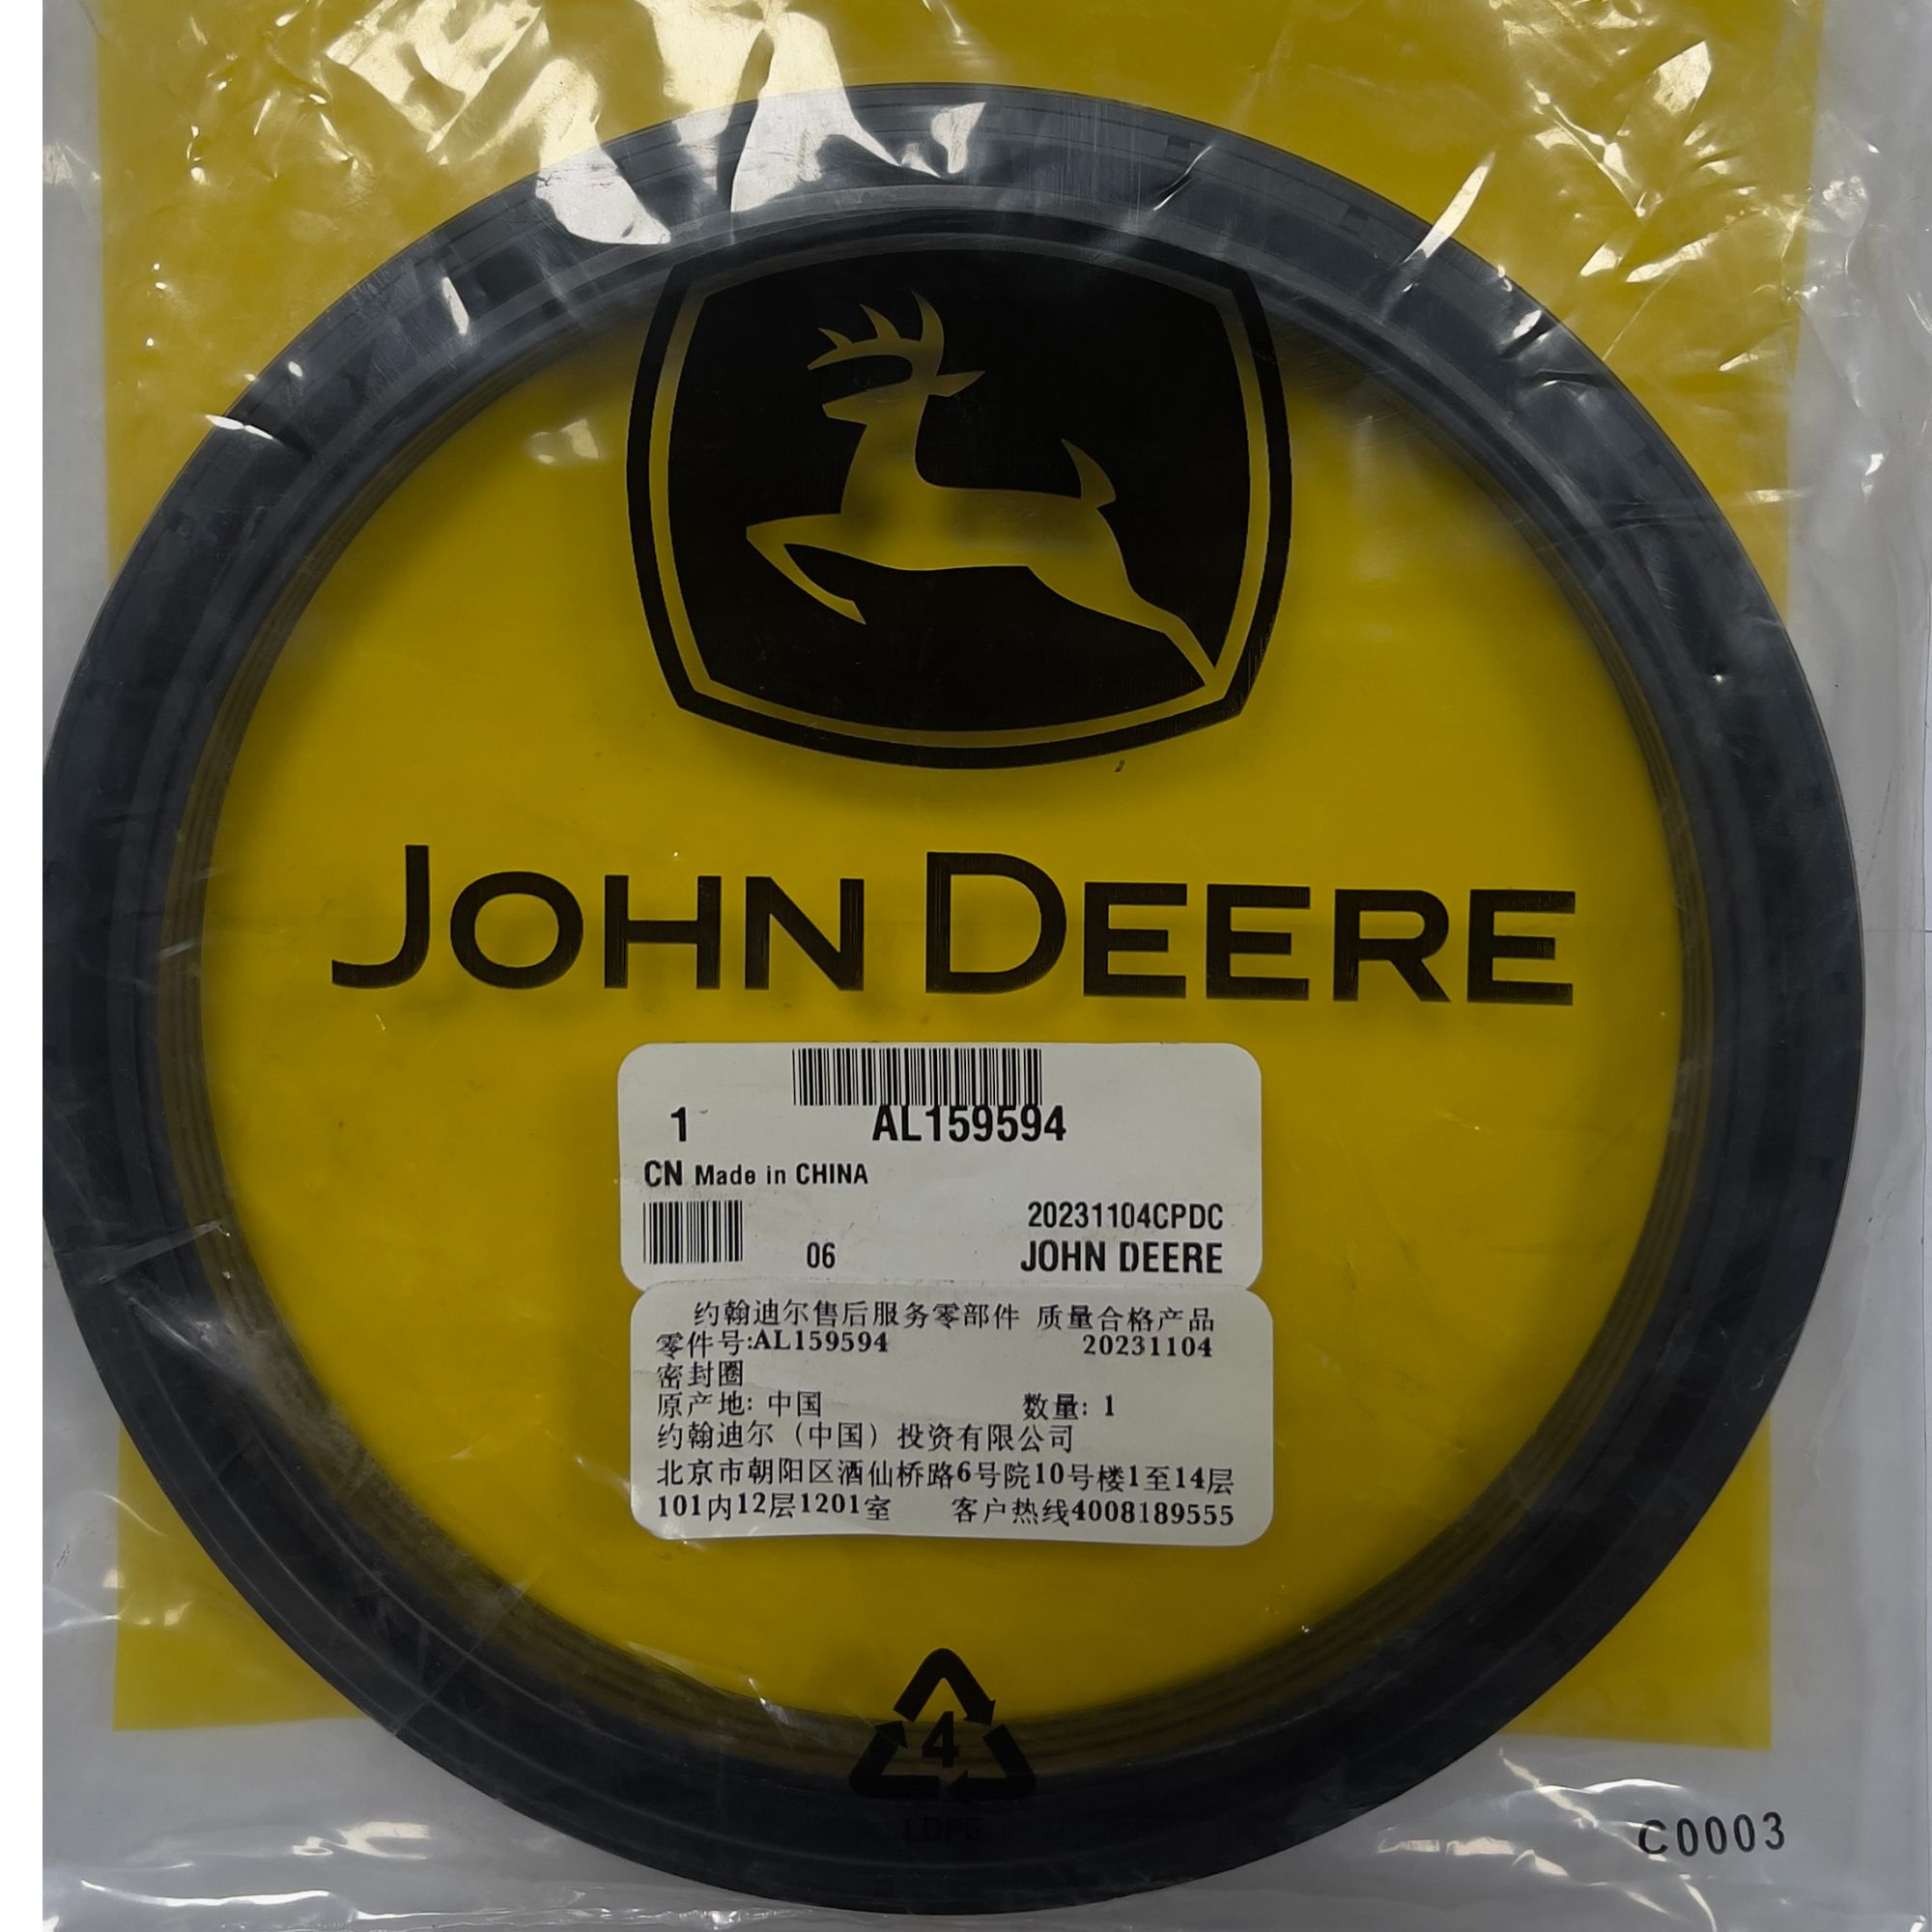 JOHN DEERE
1 AL159594
CN Made in CHINA
20231104CPDC
06 JOHN DEERE
约翰迪尔售后服务零部件 质量合格产品
零件号:AL159594 20231104
密封圈
原产地: 中国 数量: 1
约翰迪尔（中国）投资有限公司
北京市朝阳区酒仙桥路6号院10号楼1至14层
101内12层1201室 客户热线4008189555
4
LDPE
C0003